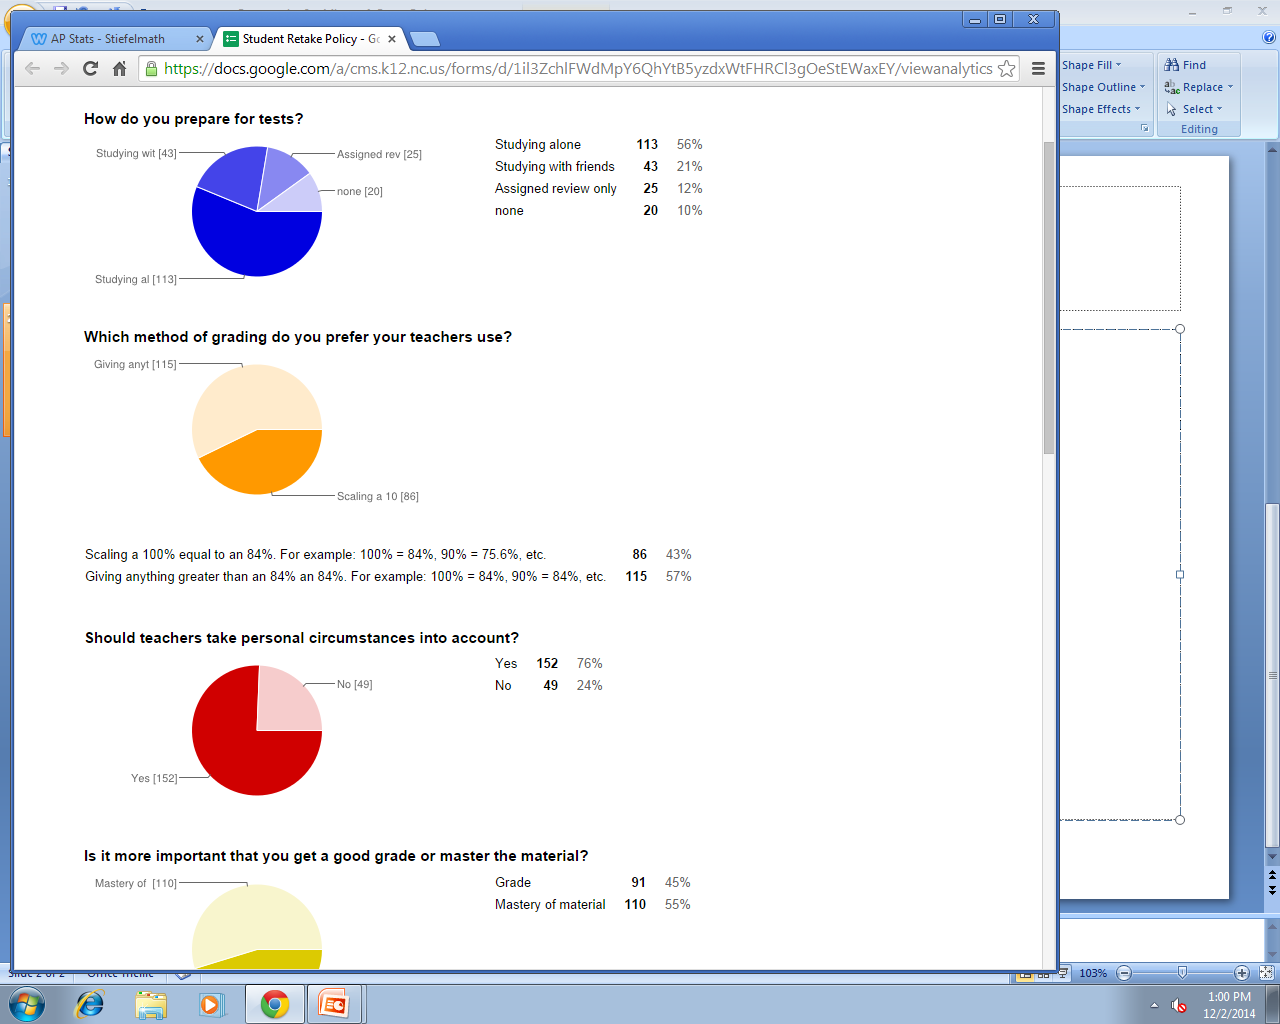 AP Stats - Stiefelmath
Student Retake Policy - Go
https://docs.google.com/a/cms.k12.nc.us/forms/d/1il3ZchlFWdMpY6QhYtB5yzdxWtFHRCl3gOeStEWaxEY/viewanalytics
Shape Fill
Shape Outline
Shape Effects
Find
Replace
Select
Editing
How do you prepare for tests?
Studying wit [43]
Assigned rev [25]
none [20]
Studying al [113]
Studying alone 113 56%
Studying with friends 43 21%
Assigned review only 25 12%
none 20 10%
Which method of grading do you prefer your teachers use?
Giving anyt [115]
Scaling a 10 [86]
Scaling a 100% equal to an 84%. For example: 100% = 84%, 90% = 75.6%, etc. 86 43%
Giving anything greater than an 84% an 84%. For example: 100% = 84%, 90% = 84%, etc. 115 57%
Should teachers take personal circumstances into account?
No [49]
Yes [152]
Yes 152 76%
No 49 24%
Is it more important that you get a good grade or master the material?
Mastery of [110]
Grade 91 45%
Mastery of material 110 55%
Slide 2 of 2
Office Theme
103%
1:00 PM
12/2/2014